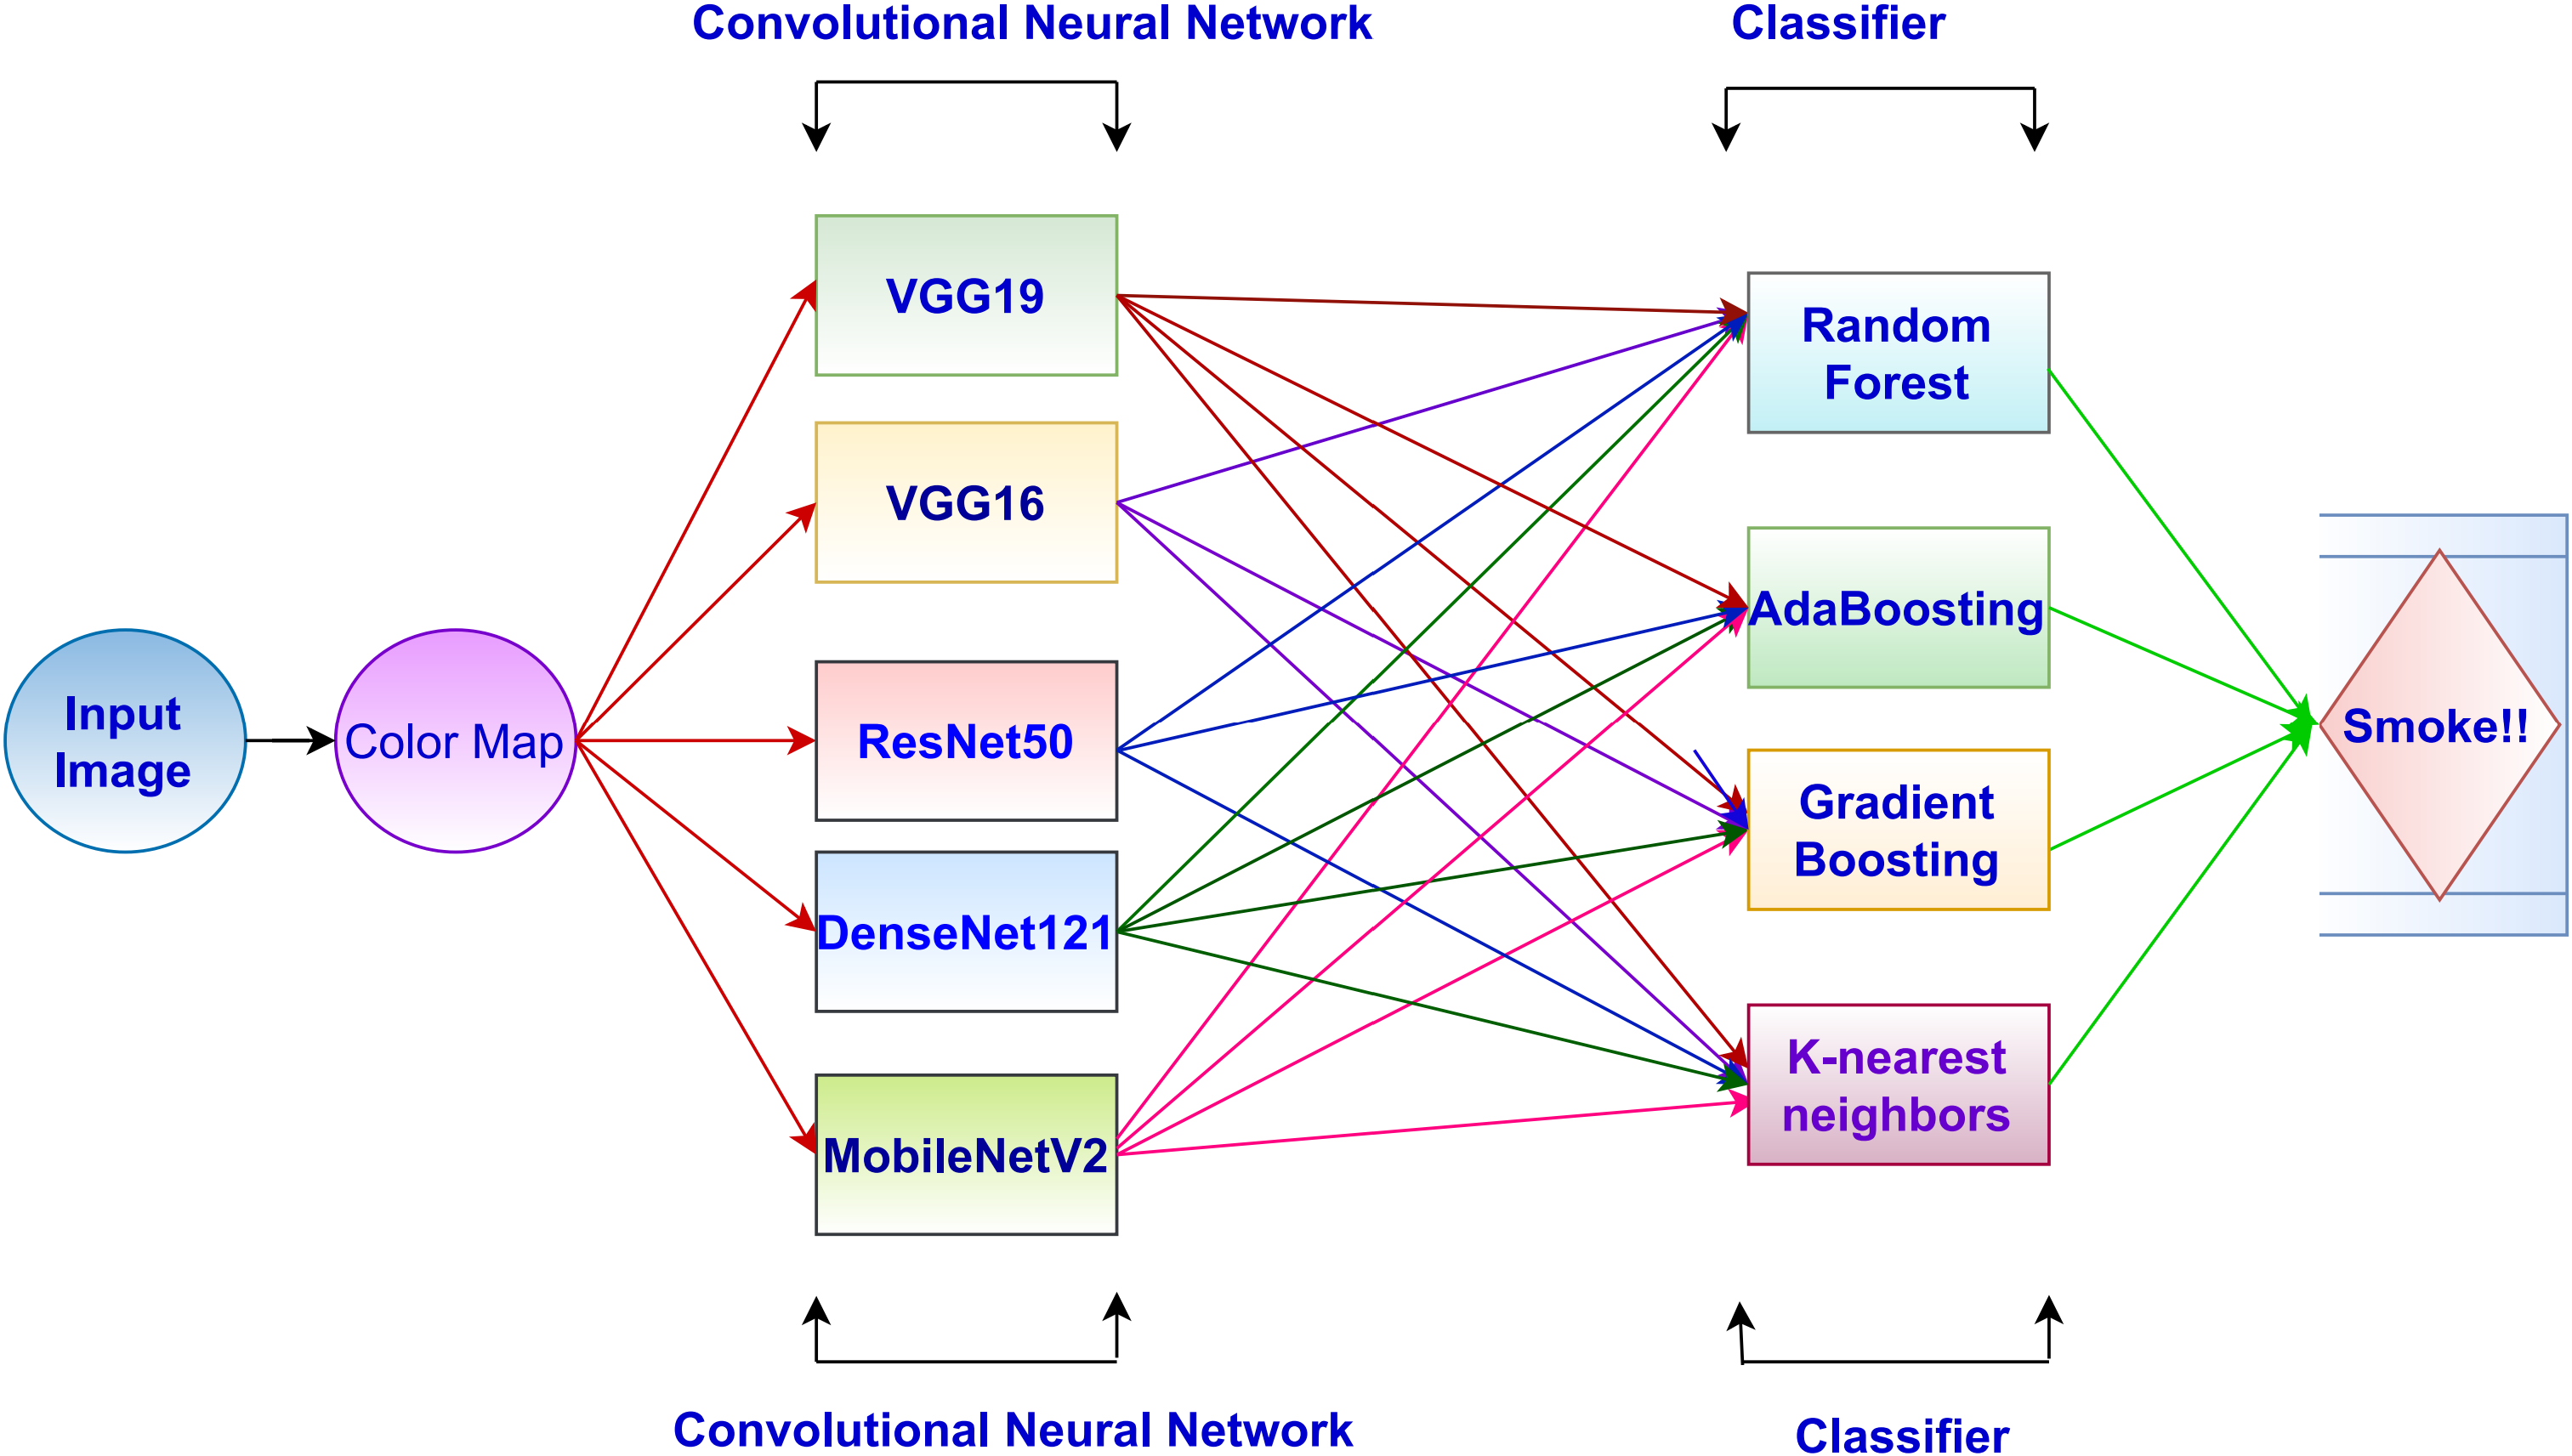 Convolutional Neural Network
Classifier
VGG19
Random
Forest
VGG16
AdaBoosting
Input
Image
Color Map
ResNet50
Smoke!!
Gradient
Boosting
DenseNet121
K-nearest
neighbors
MobileNetV2
Convolutional Neural Network
Classifier